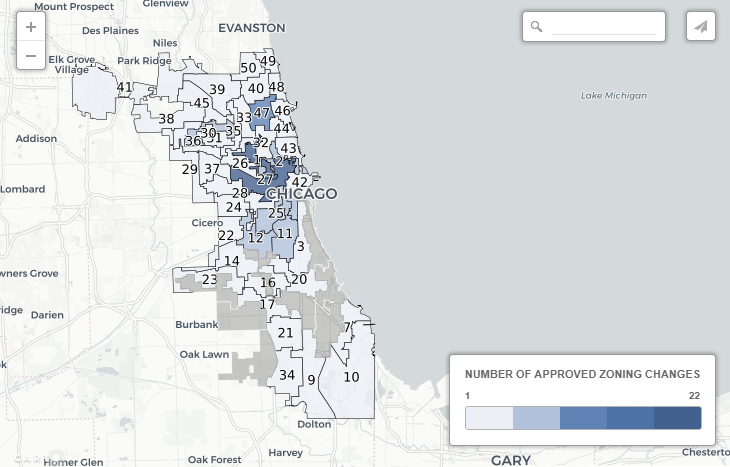 Mount Prospect
Glenview
EVANSTON
Des Plaines
Niles
Elk Grove
Village
Park Ridge
49
50
41
39
40
48
45
46
47
33
38
44
35
30
31
36
32
43
Addison
1
2
26
29
37
27
42
28
CHICAGO
Lombard
24
25
Cicero
22
12
11
3
14
wners Grove
23
16
20
17
ridge
Darien
Burbank
7
21
Oak Lawn
34
9
10
k
Dolton
Harvey
Homer Glen
Oak Forest
GARY
Chesterto
Lake Michigan
+
−
NUMBER OF APPROVED ZONING CHANGES
1
22